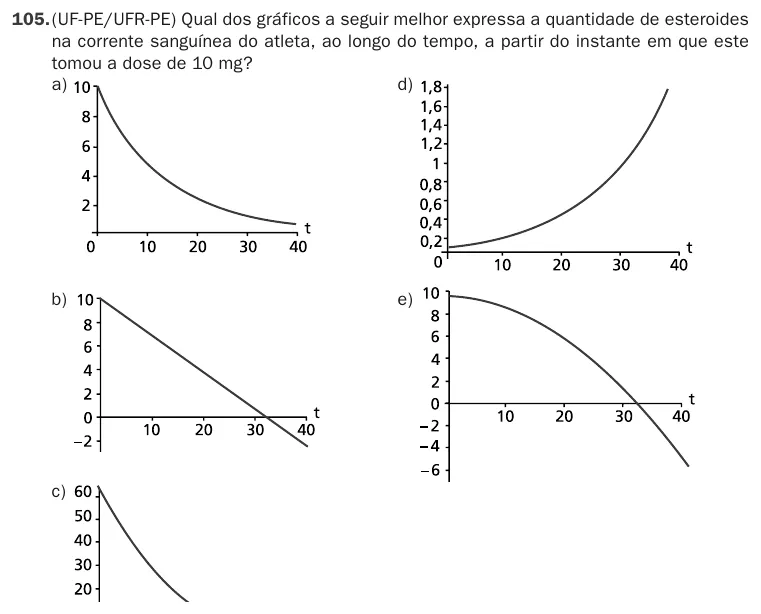 105. (UF-PE/UFR-PE) Qual dos gráficos a seguir melhor expressa a quantidade de esteroides
na corrente sanguínea do atleta, ao longo do tempo, a partir do instante em que este
tomou a dose de 10 mg?
a)
10
8
6
4
2
0 10 20 30 40
t
b)
10
8
6
4
2
0
–2
10 20 30 40
t
c)
60
50
40
30
20
d)
1,8
1,6
1,4
1,2
1
0,8
0,6
0,4
0,2
0 10 20 30 40
t
e)
10
8
6
4
2
0
–2
–4
–6
10 20 30 40
t